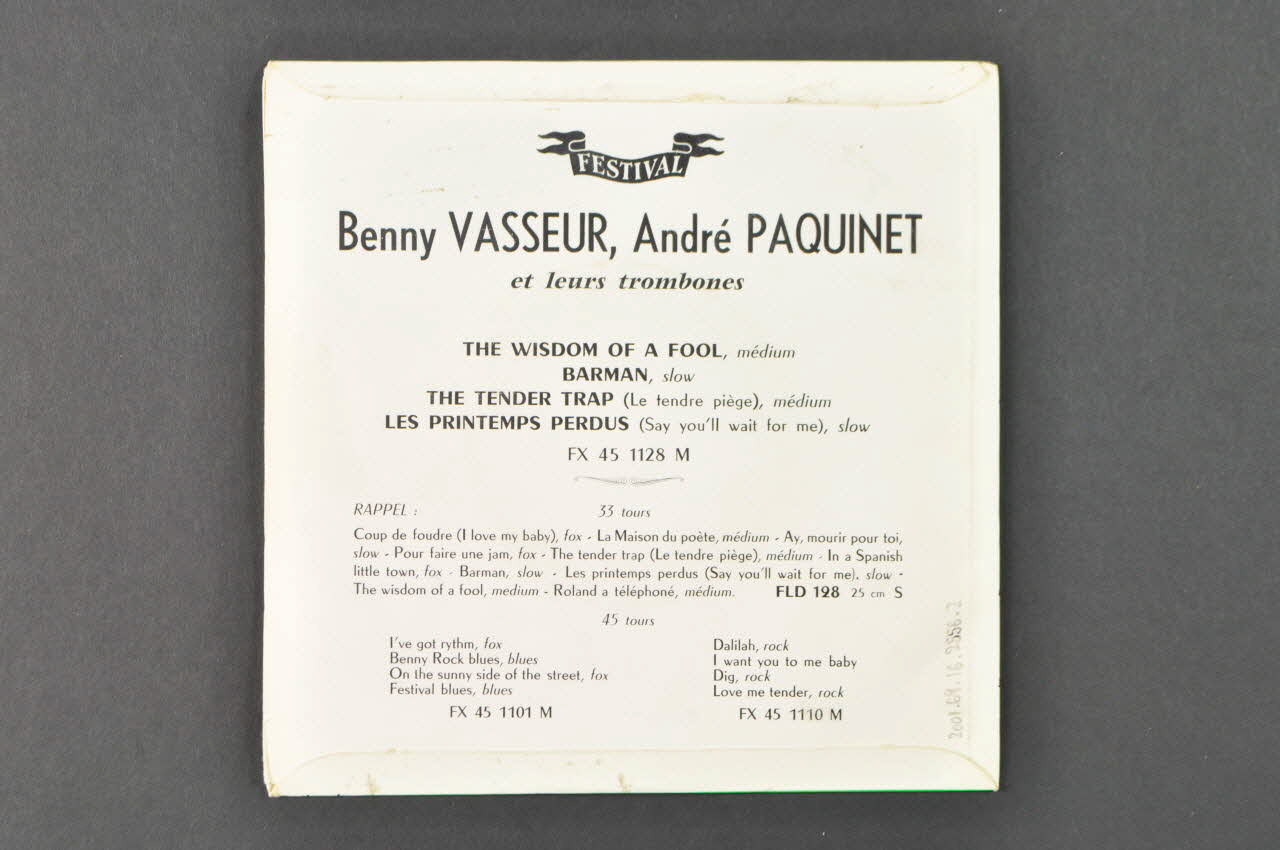 FESTIVAL
Benny VASSEUR, André PAQUINET
et leurs trombones
THE WISDOM OF A FOOL, médium
BARMAN, slow
THE TENDER TRAP (Le tendre piège), médium
LES PRINTEMPS PERDUS (Say you'll wait for me), slow
FX 45 1128 M
RAPPEL : 33 tours
Coup de foudre (I love my baby), fox - La Maison du poète, médium - Ay, mourir pour toi,
slow - Pour faire une jam, fox - The tender trap (Le tendre piège), médium - In a Spanish
little town, fox - Barman, slow - Les printemps perdus (Say you'll wait for me). slow -
The wisdom of a fool, medium - Roland a téléphoné, médium. FLD 128 25 cm S
45 tours
I've got rythm, fox
Benny Rock blues, blues
On the sunny side of the street, fox
Festival blues, blues
FX 45 1101 M
Dalilah, rock
I want you to me baby
Dig, rock
Love me tender, rock
FX 45 1110 M